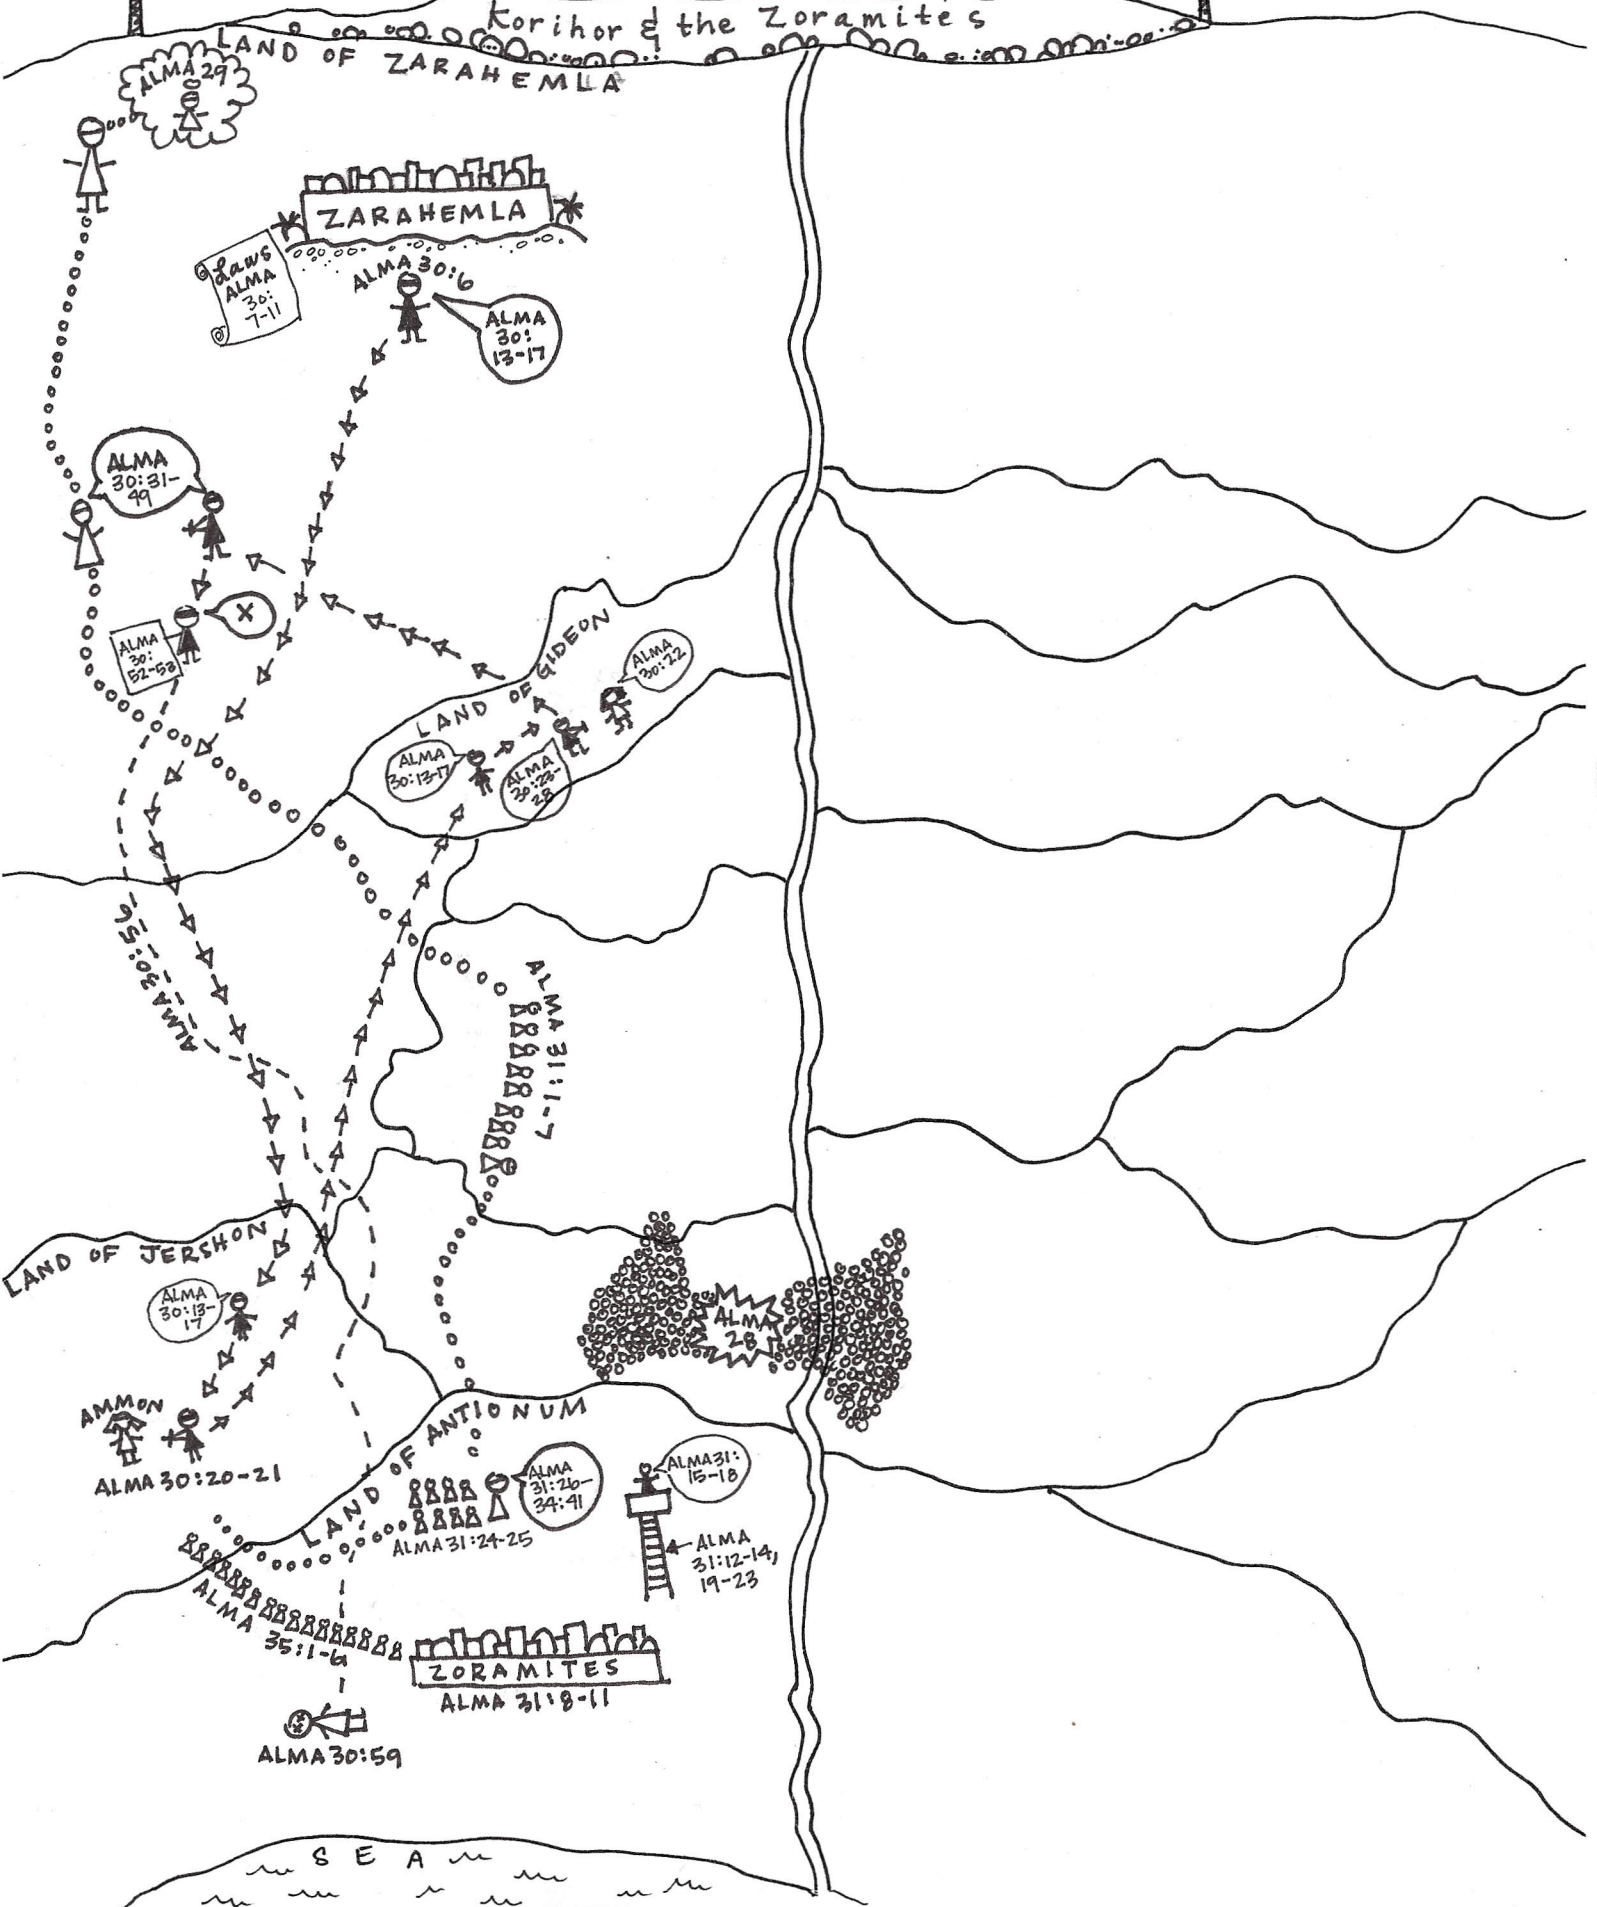 Korihor & the Zoramites
LAND OF ZARAHEMLA
ALMA 29
ZARAHEMLA
Laws
ALMA
30:
7-11
ALMA 30:6
ALMA
30:
13-17
ALMA
30:31-
49
X
ALMA
30:
52-53
LAND OF GIDEON
ALMA
30:22
ALMA
30:13-17
ALMA
30:23-
28
ALMA 30:56
ALMA 31:1-7
LAND OF JERSHON
ALMA
30:13-
17
ALMA
28
AMMON
ALMA 30:20-21
LAND OF ANTIONUM
ALMA
31:26-
34:41
ALMA 31:24-25
ALMA 31:
15-18
ALMA
31:12-14,
19-23
ALMA
35:1-6
ZORAMITES
ALMA 31:8-11
ALMA 30:59
SEA